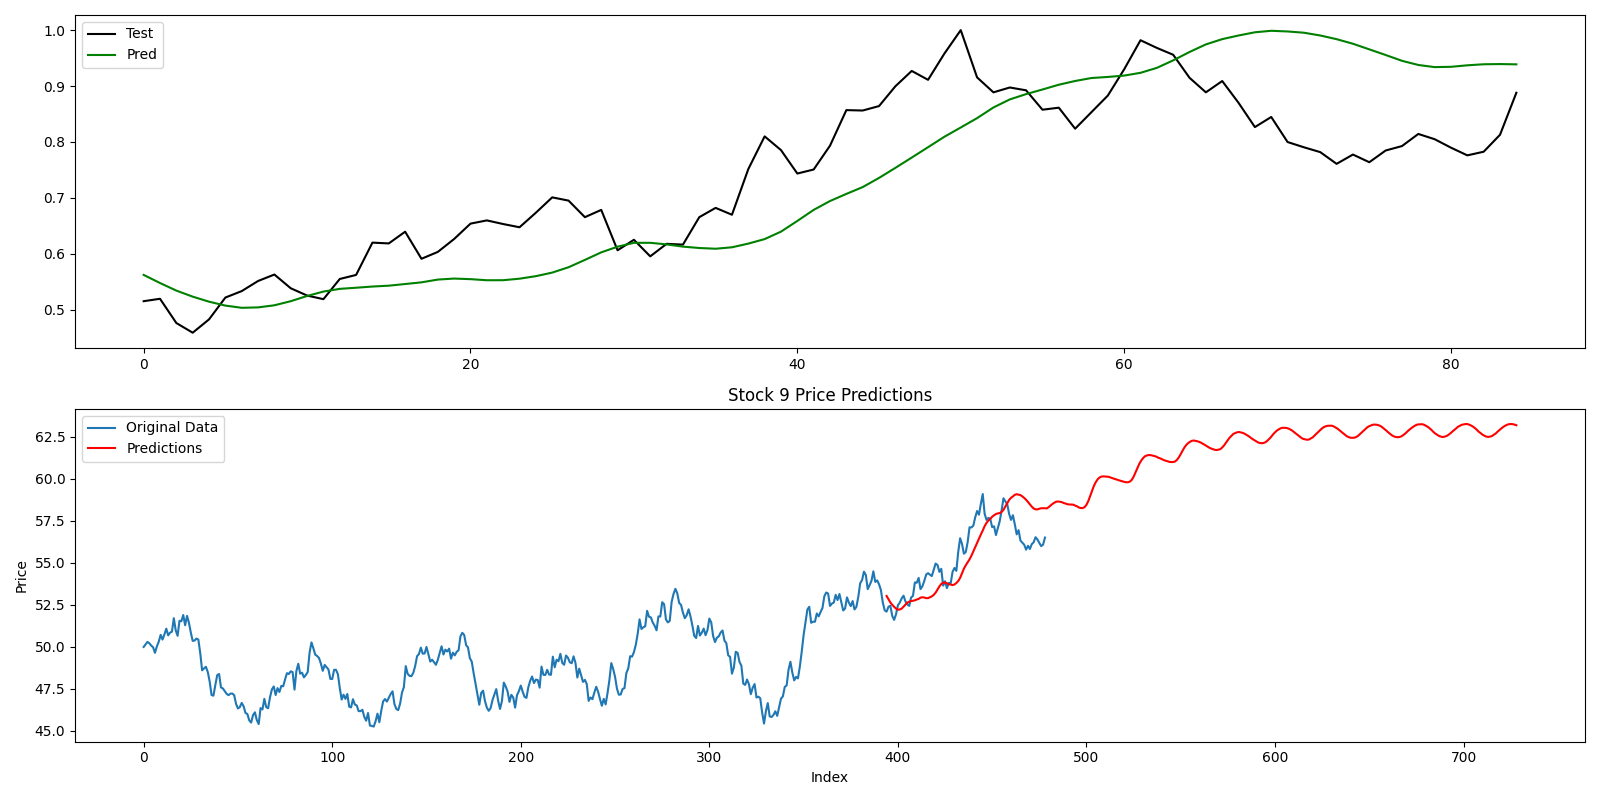 1.0
0.9
0.8
0.7
0.6
0.5
Test
Pred
0 20 40 60 80
Stock 9 Price Predictions
Original Data
Predictions
Price
62.5
60.0
57.5
55.0
52.5
50.0
47.5
45.0
0 100 200 300 400 500 600 700
Index